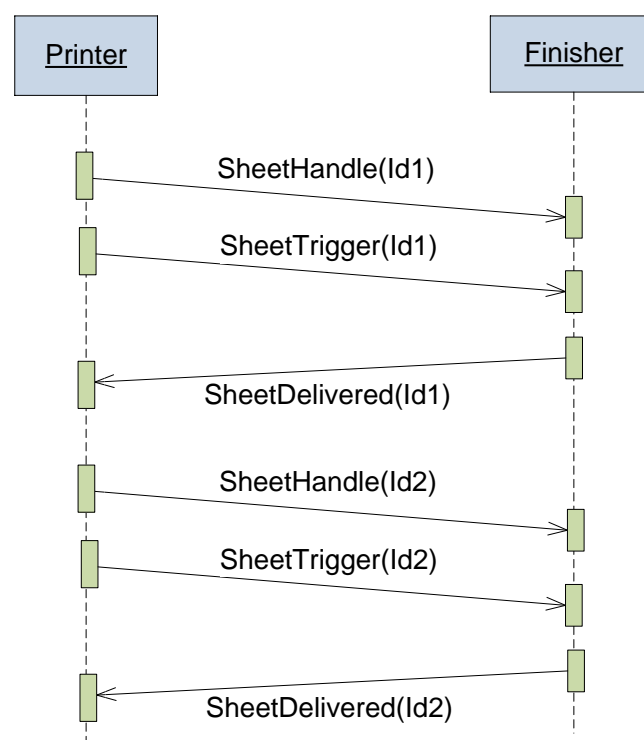 Printer
Finisher
SheetHandle(Id1)
SheetTrigger(Id1)
SheetDelivered(Id1)
SheetHandle(Id2)
SheetTrigger(Id2)
SheetDelivered(Id2)